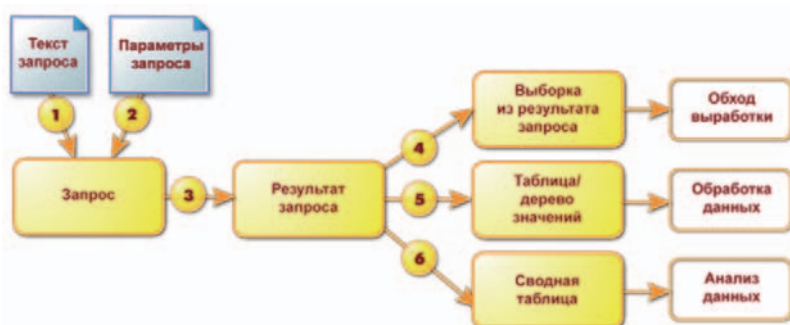 Текст
запроса
Параметры
запроса
1
2
Запрос
3
Результат
запроса
4
5
6
Выборка
из результата
запроса
Обход
выработки
Таблица/
дерево
значений
Обработка
данных
Сводная
таблица
Анализ
данных